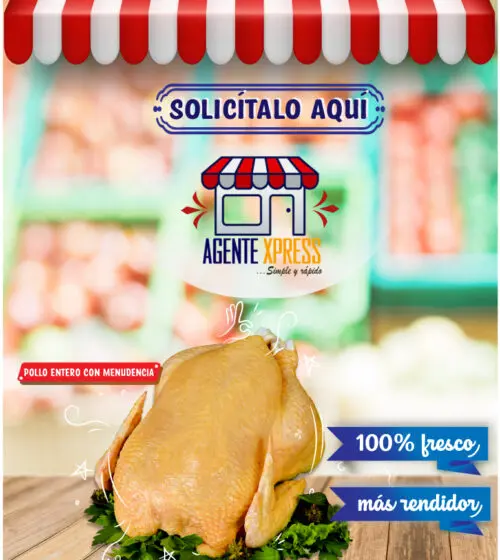 SOLICÍTALO AQUÍ
AGENTE XPRESS
...Simple y rápido
POLLO ENTERO CON MENUDENCIA
100% fresco
más rendidor